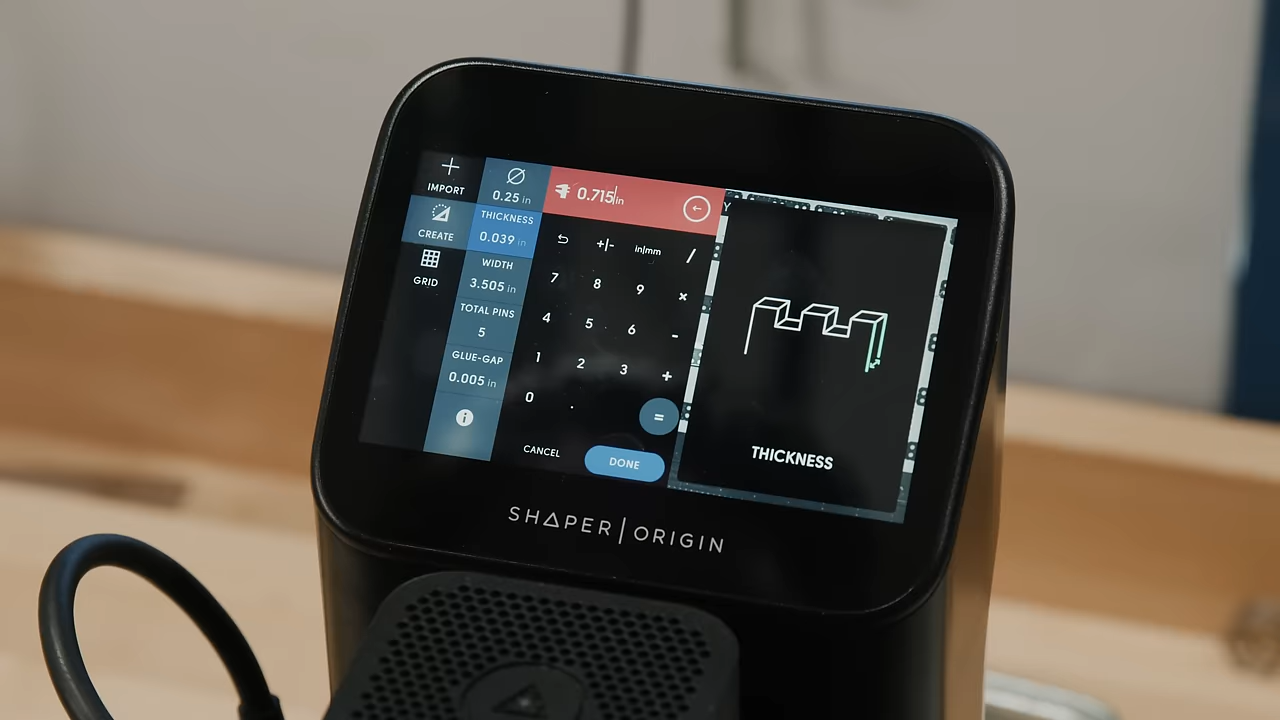 IMPORT
CREATE
GRID
0.25 in
THICKNESS
0.039 in
WIDTH
3.505 in
TOTAL PINS
5
GLUE-GAP
0.005 in
0.715in
+/- in/mm /
7 8 9 ×
4 5 6 -
1 2 3 +
0 . =
CANCEL DONE
Y
THICKNESS
SHAPER | ORIGIN